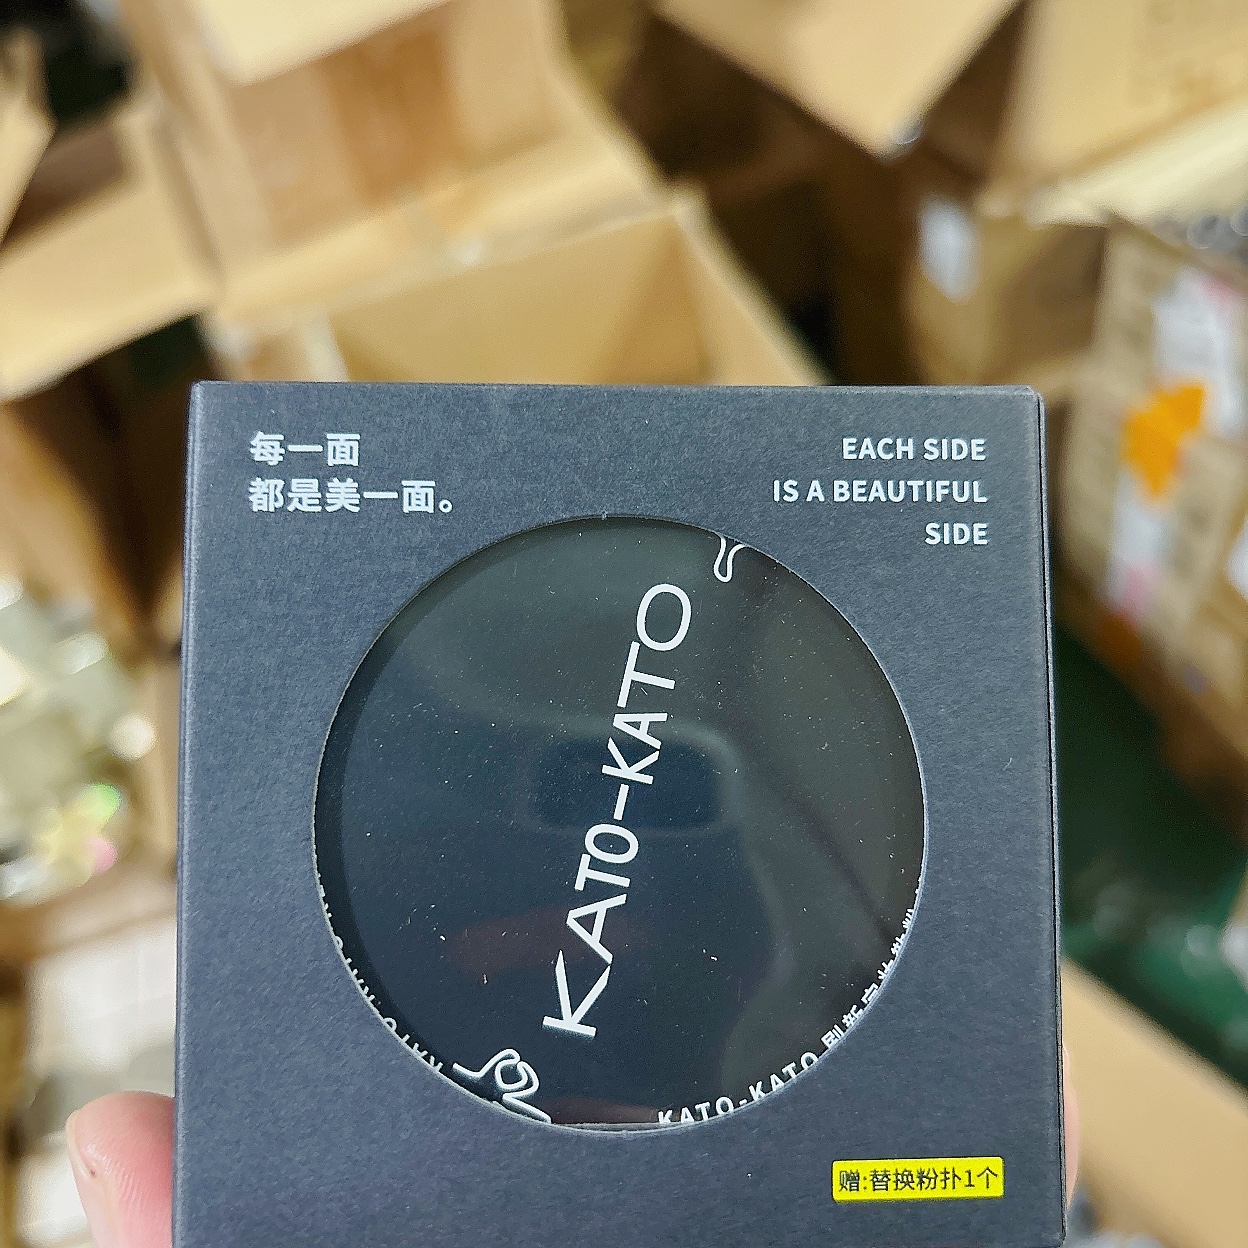 每一面
都是美一面。
EACH SIDE
IS A BEAUTIFUL
SIDE
KATO-KATO
KATO-KATO
赠:替换粉扑1个